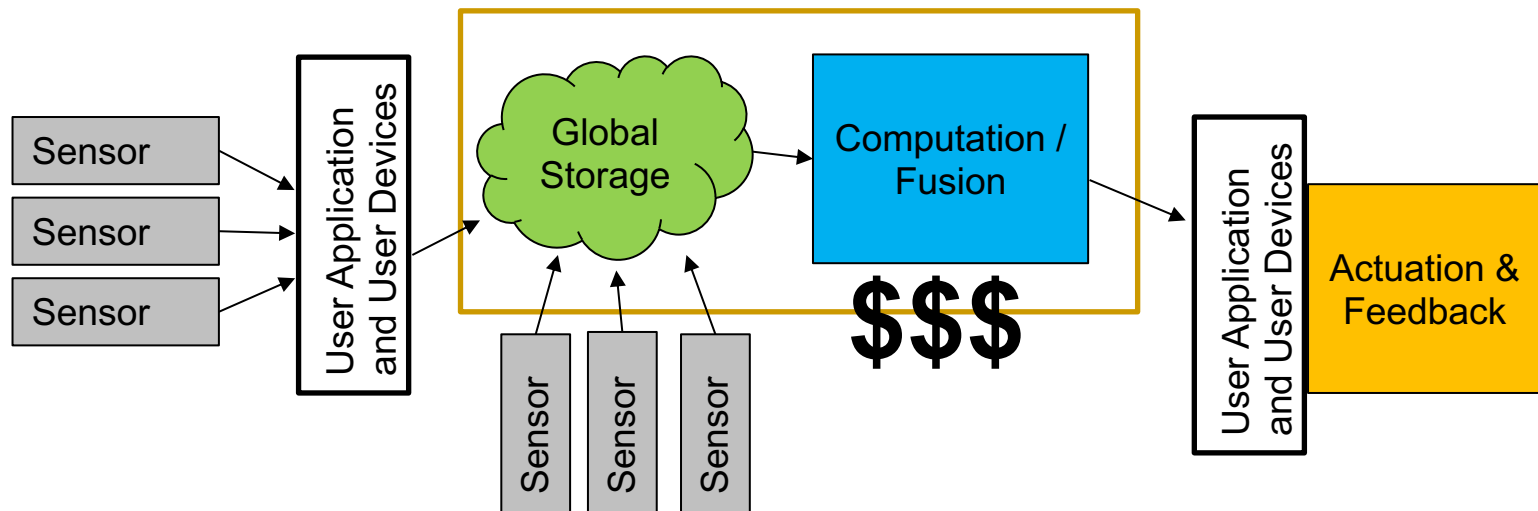 Sensor
Sensor
Sensor
User Application
and User Devices
Global
Storage
Computation /
Fusion
$$$
Sensor
Sensor
Sensor
User Application
and User Devices
Actuation &
Feedback